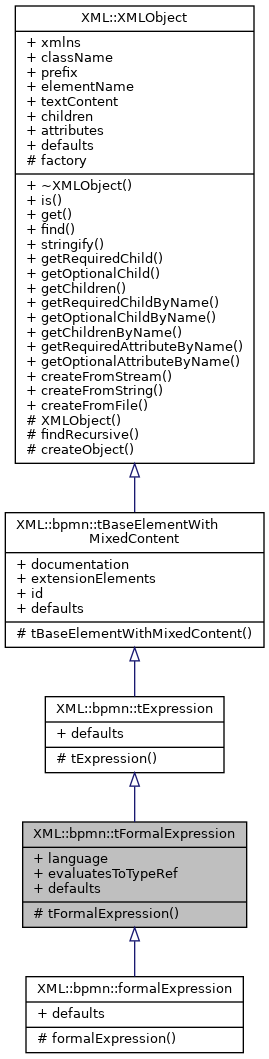 XML::XMLObject
+ xmlns
+ className
+ prefix
+ elementName
+ textContent
+ children
+ attributes
+ defaults
# factory
+ ~XMLObject()
+ is()
+ get()
+ find()
+ stringify()
+ getRequiredChild()
+ getOptionalChild()
+ getChildren()
+ getRequiredChildByName()
+ getOptionalChildByName()
+ getChildrenByName()
+ getRequiredAttributeByName()
+ getOptionalAttributeByName()
+ createFromStream()
+ createFromString()
+ createFromFile()
# XMLObject()
# findRecursive()
# createObject()
XML::bpmn::tBaseElementWith
MixedContent
+ documentation
+ extensionElements
+ id
+ defaults
# tBaseElementWithMixedContent()
XML::bpmn::tExpression
+ defaults
# tExpression()
XML::bpmn::tFormalExpression
+ language
+ evaluatesToTypeRef
+ defaults
# tFormalExpression()
XML::bpmn::formalExpression
+ defaults
# formalExpression()